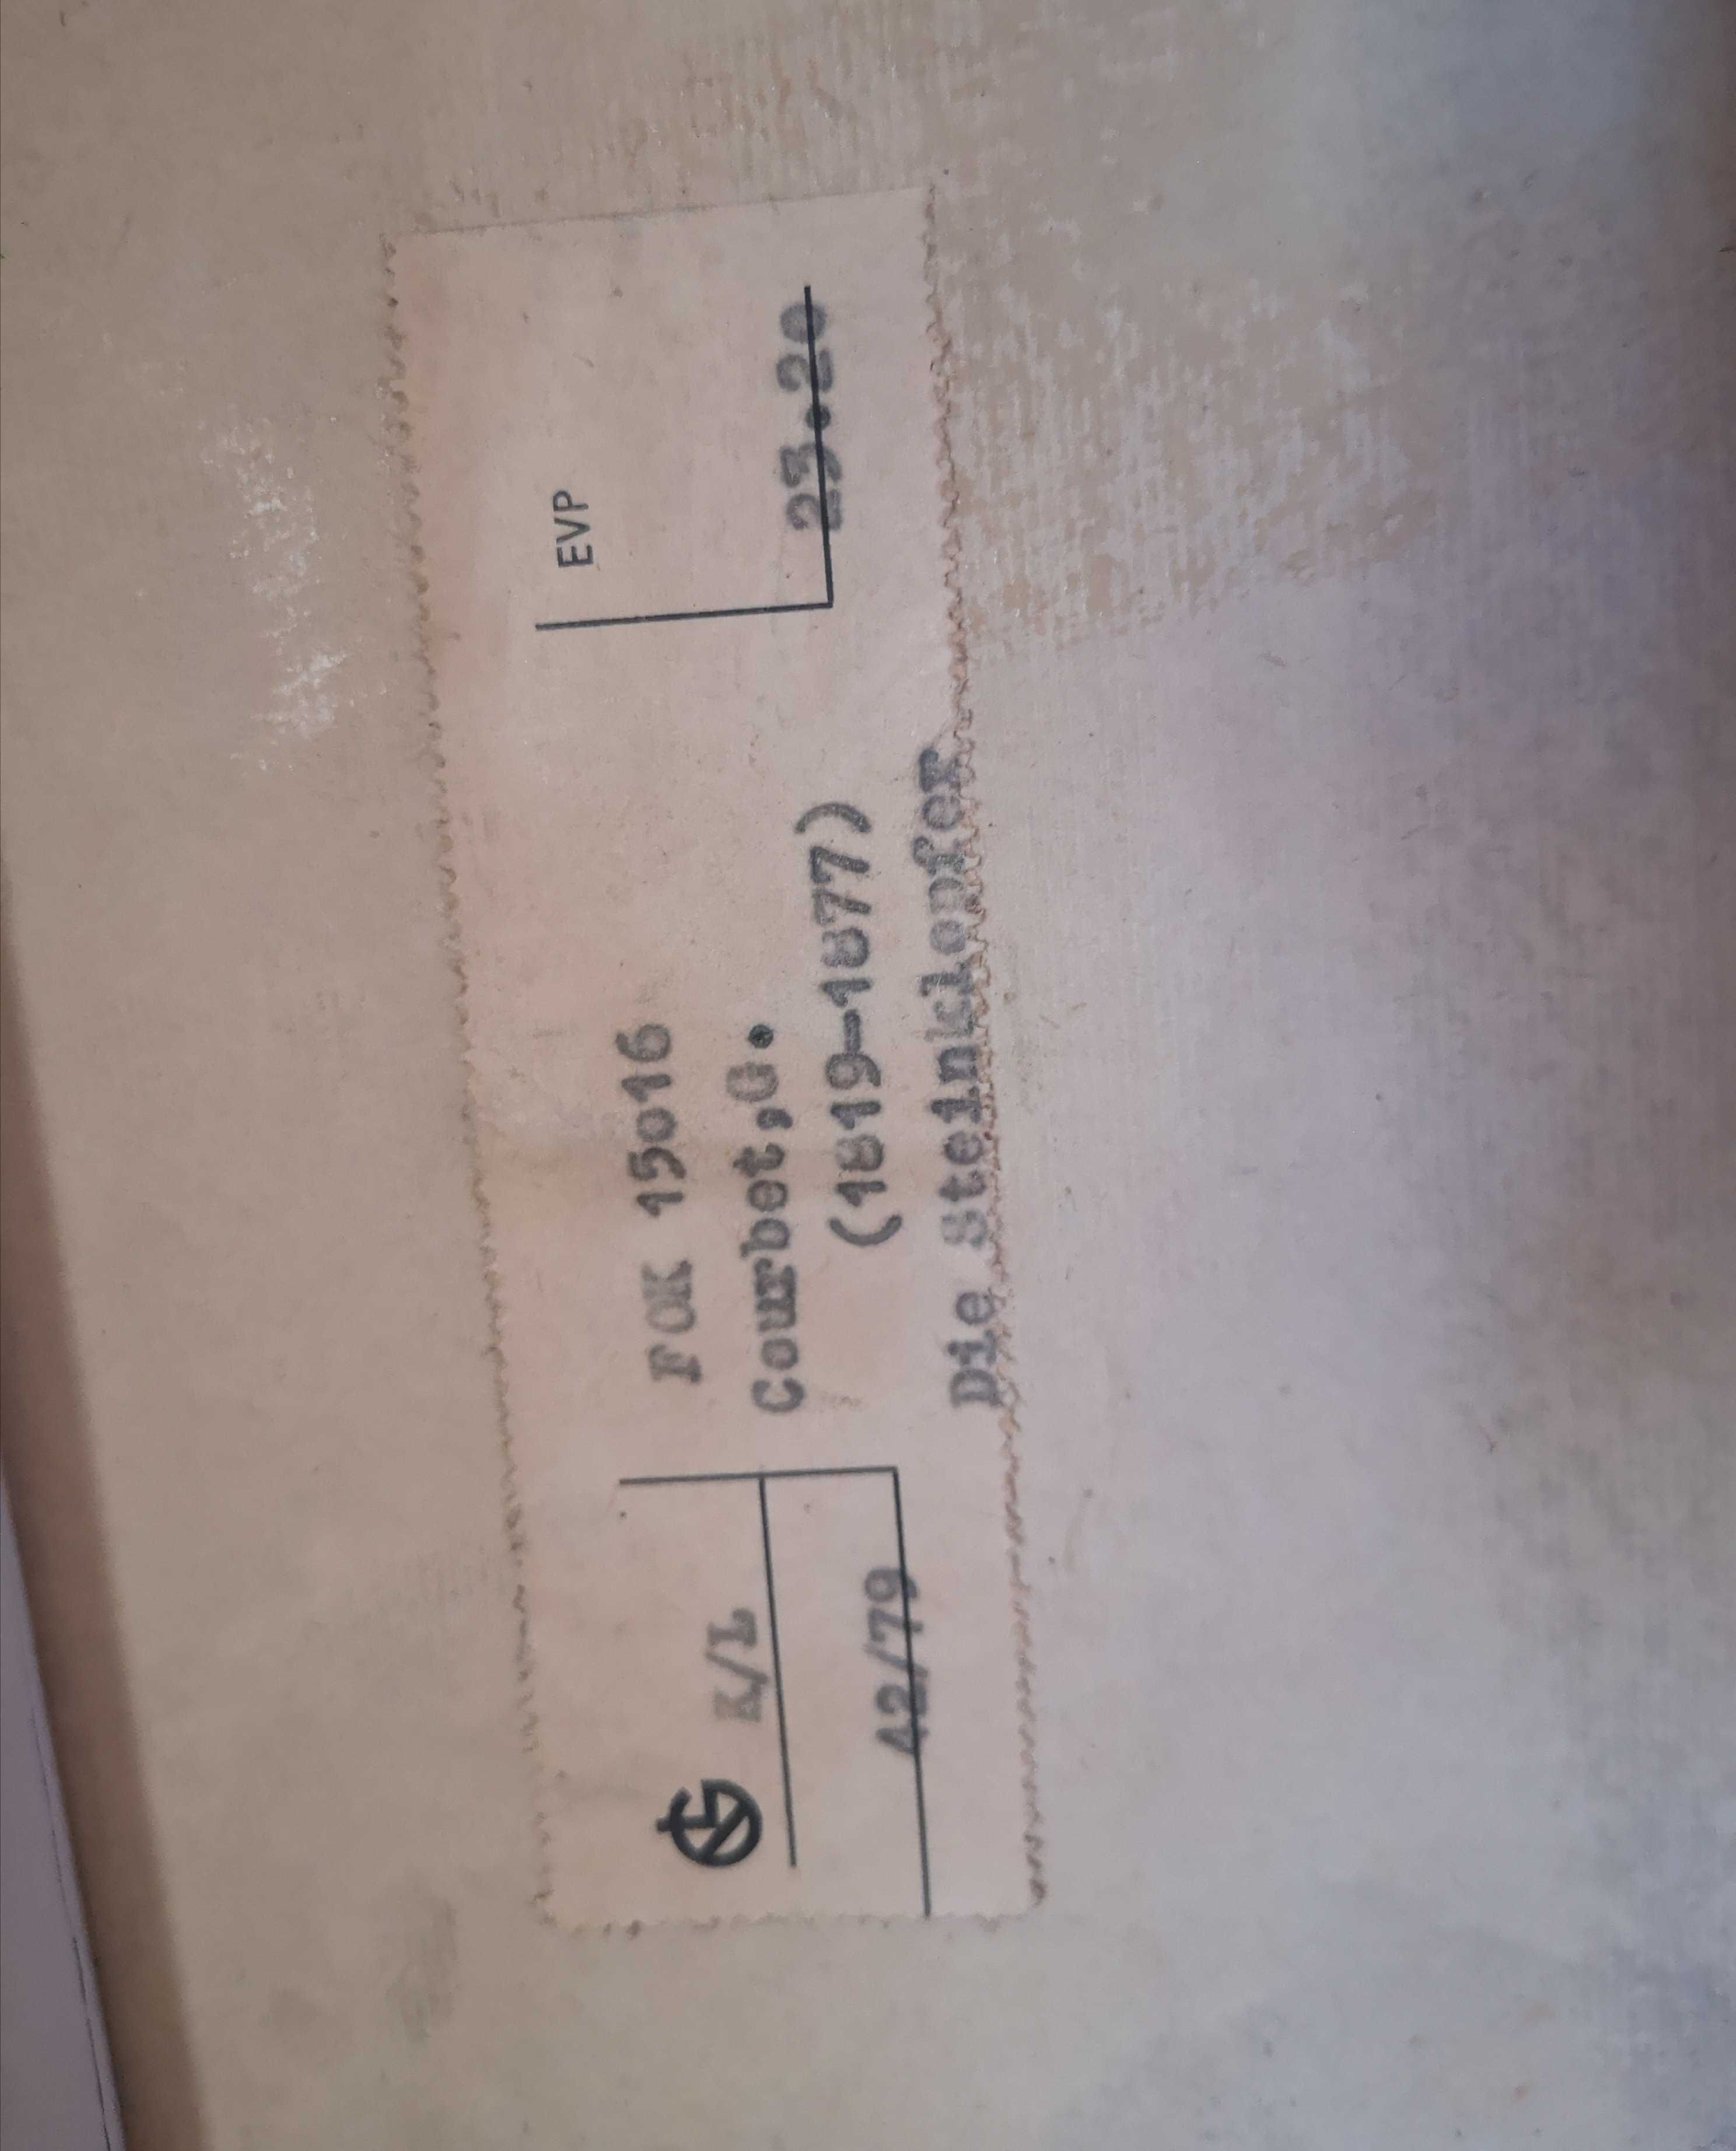 K/L
42/79
FOK 15016
Courbet,G.
(1819-1877)
Die Steinklopfer
EVP
23.20